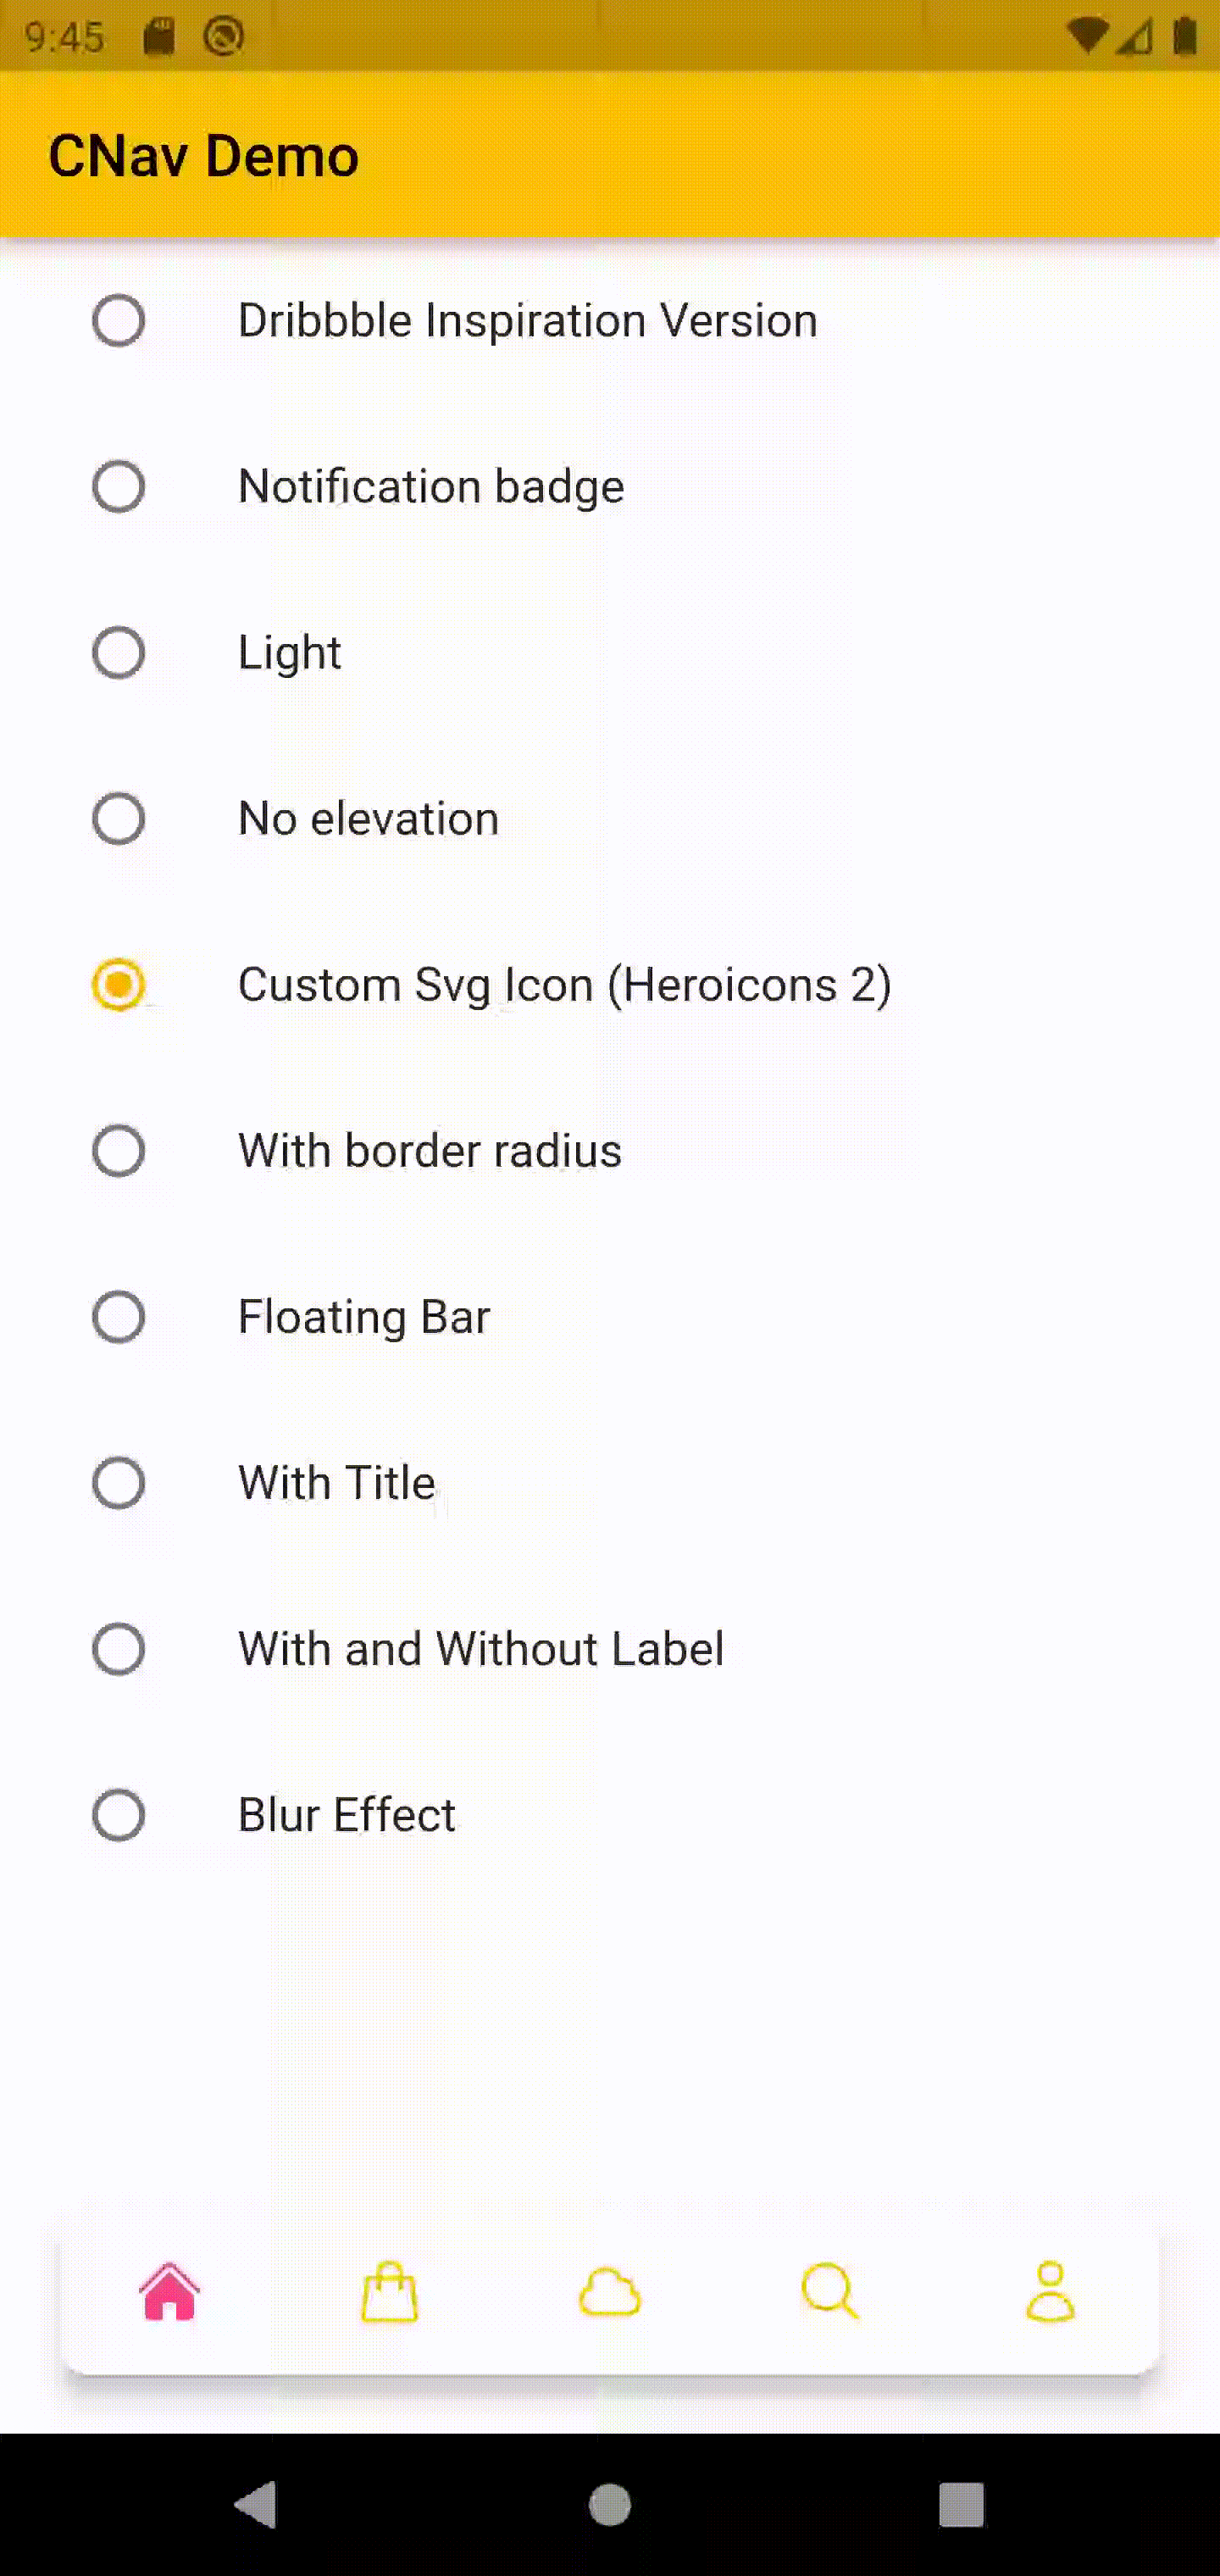 9:45
CNav Demo
Dribbble Inspiration Version
Notification badge
Light
No elevation
Custom Svg Icon (Heroicons 2)
With border radius
Floating Bar
With Title
With and Without Label
Blur Effect